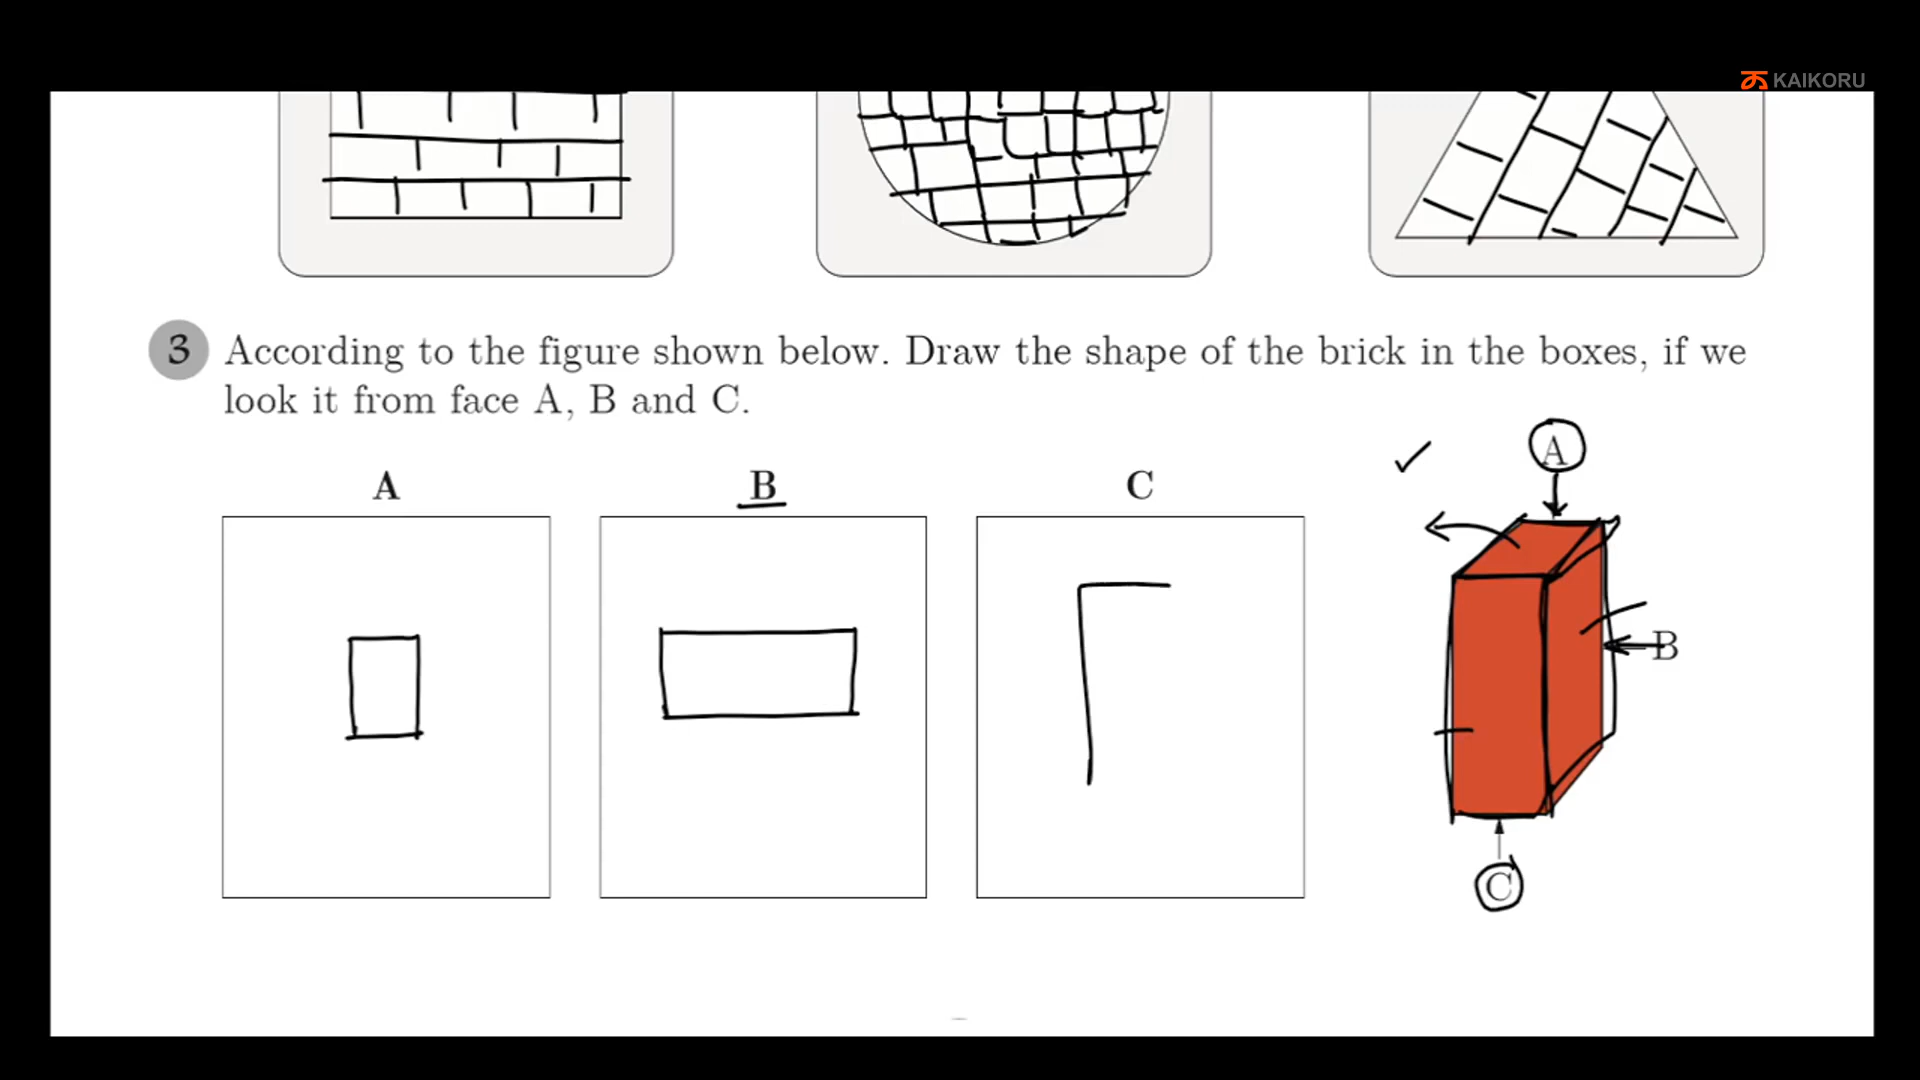 KAIKORU
3 According to the figure shown below. Draw the shape of the brick in the boxes, if we
look it from face A, B and C.
A
B
C
A
B
C